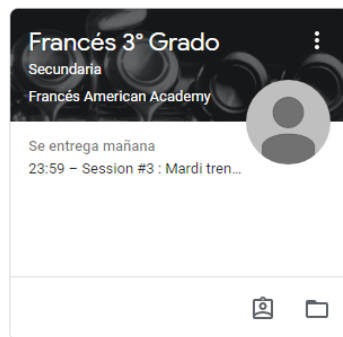 Francés 3° Grado
Secundaria
Francés American Academy
Se entrega mañana
23:59 – Session #3 : Mardi tren...